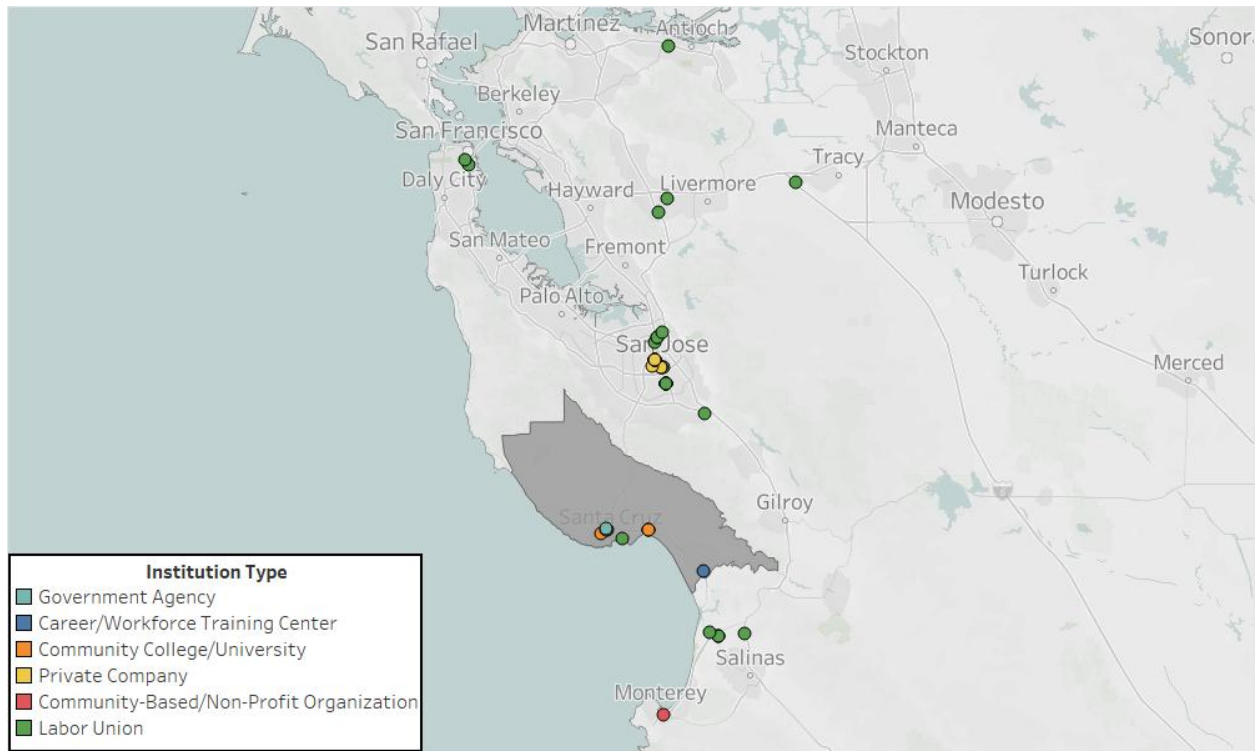 Martinez
Antioch
San Rafael
Stockton
Sonora
Berkeley
San Francisco
Manteca
Tracy
Daly City
Hayward
Livermore
Modesto
San Mateo
Fremont
Turlock
Palo Alto
San Jose
Merced
Gilroy
Santa Cruz
Salinas
Monterey
Institution Type
Government Agency
Career/Workforce Training Center
Community College/University
Private Company
Community-Based/Non-Profit Organization
Labor Union